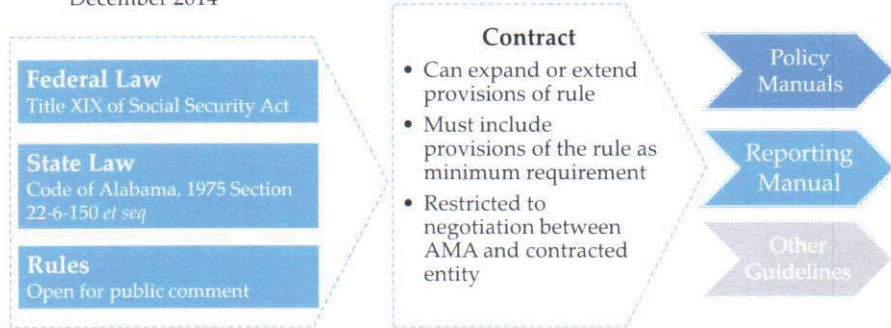 December 2014
Federal Law
Title XIX of Social Security Act
State Law
Code of Alabama, 1975 Section
22-6-150 et seq
Rules
Open for public comment
Contract
• Can expand or extend
provisions of rule
• Must include
provisions of the rule as
minimum requirement
• Restricted to
negotiation between
AMA and contracted
entity
Policy
Manuals
Reporting
Manual
Other
Guidelines